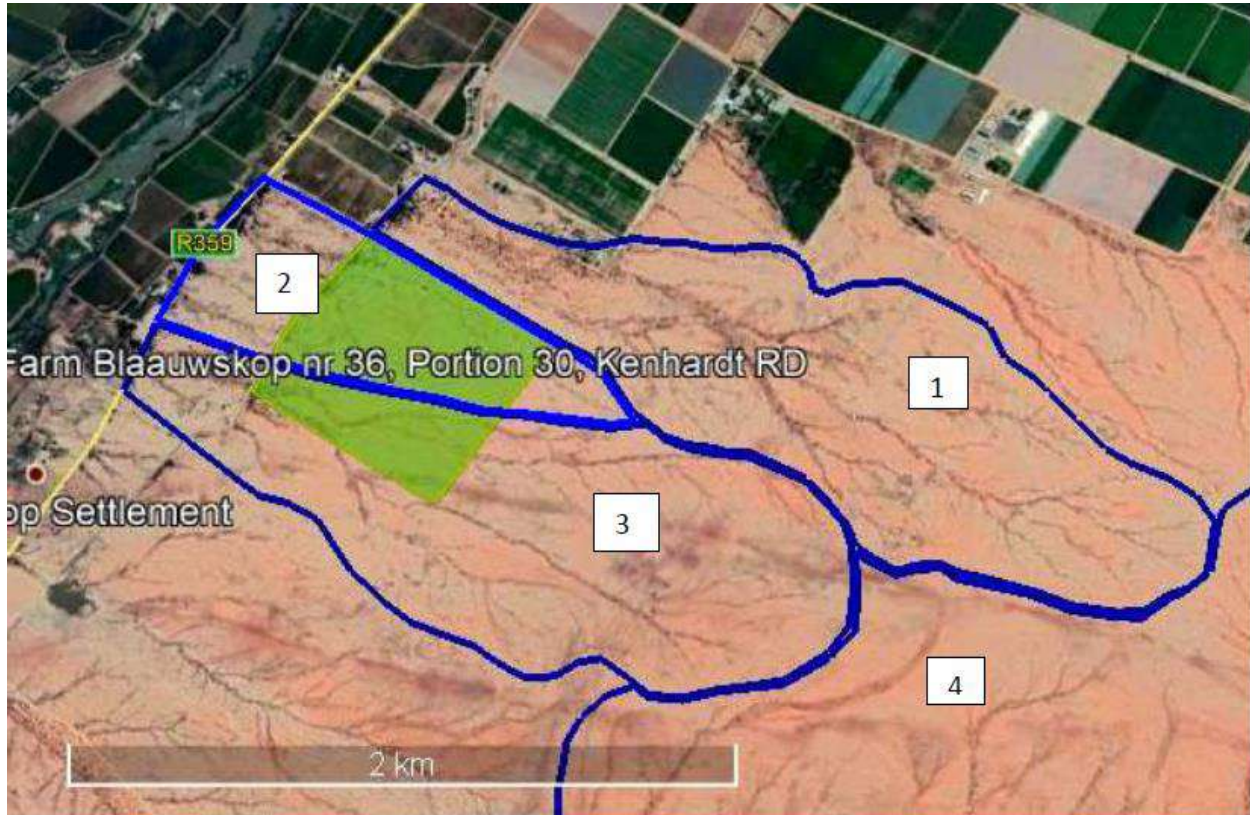 R359
2
Farm Blaauwskop nr 36, Portion 30, Kenhardt RD
1
op Settlement
3
4
2 km